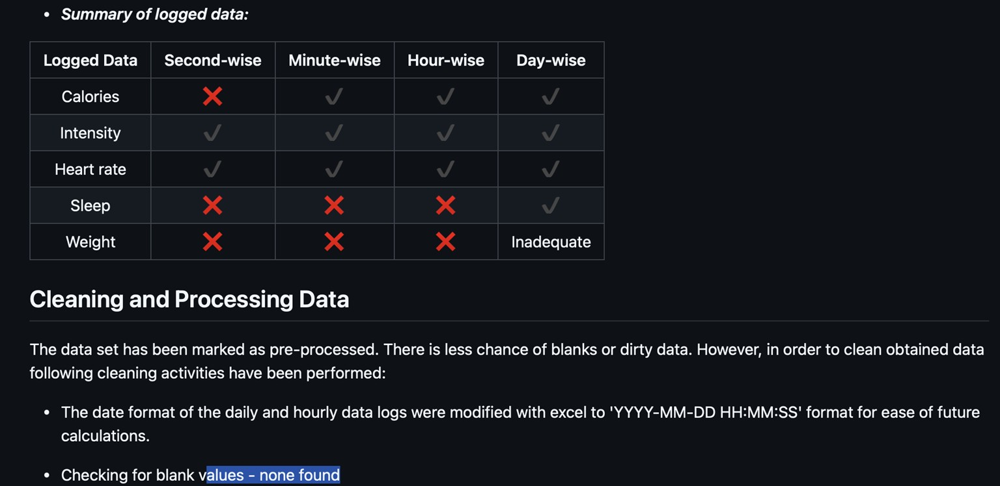 • Summary of logged data:
Logged Data Second-wise Minute-wise Hour-wise Day-wise
Calories ❌ ✔ ✔ ✔
Intensity ✔ ✔ ✔ ✔
Heart rate ✔ ✔ ✔ ✔
Sleep ❌ ❌ ❌ ✔
Weight ❌ ❌ ❌ Inadequate
Cleaning and Processing Data
The data set has been marked as pre-processed. There is less chance of blanks or dirty data. However, in order to clean obtained data
following cleaning activities have been performed:
• The date format of the daily and hourly data logs were modified with excel to 'YYYY-MM-DD HH:MM:SS' format for ease of future
calculations.
• Checking for blank values - none found